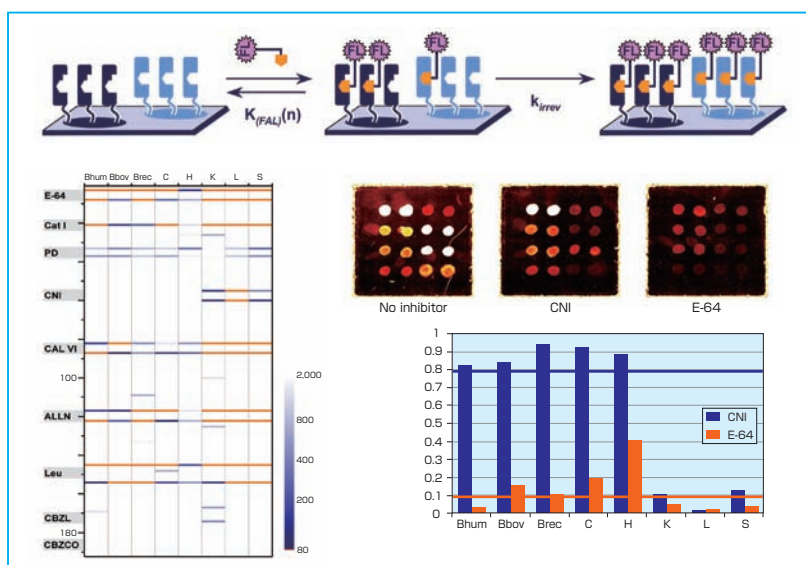 FL
FL FL FL
FL FL FL FL FL FL
K(FAL)(n)
kirrev
Bhum Bbov Brec C H K L S
E-64
Cat I
PD
CNI
CAL VI
100
ALLN
Leu
CBZL
180
CBZCO
2,000
800
400
200
80
No inhibitor CNI E-64
1
0.9
0.8
0.7
0.6
0.5
0.4
0.3
0.2
0.1
0
CNI
E-64
Bhum Bbov Brec C H K L S